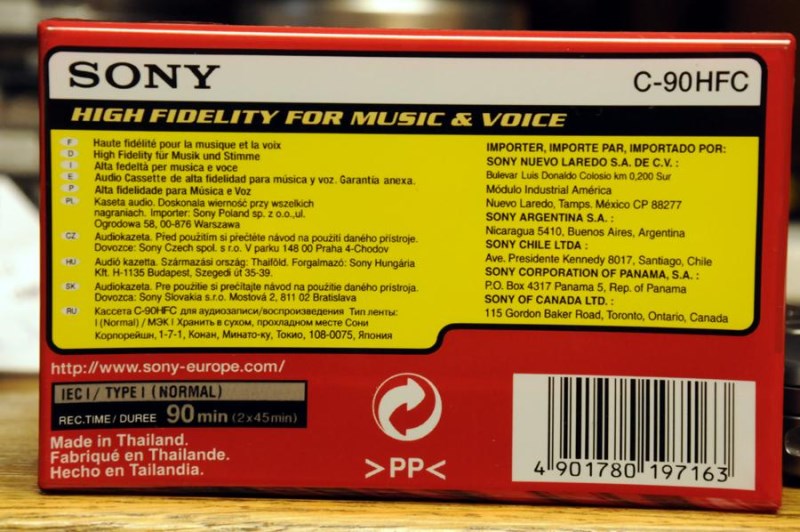 SONY
C-90HFC
HIGH FIDELITY FOR MUSIC & VOICE
F Haute fidélité pour la musique et la voix
D High Fidelity für Musik und Stimme
I Alta fedeltà per musica e voce
E Audio Cassette de alta fidelidad para música y voz. Garantía anexa.
P Alta fidelidade para Música e Voz
PL Kaseta audio. Doskonała wierność przy wszelkich
nagraniach. Importer: Sony Poland sp. z o.o.,ul.
Ogrodowa 58, 00-876 Warszawa
CZ Audiokazeta. Před použitím si přečtěte návod na použití daného přístroje.
Dovozce: Sony Czech spol. s r.o. V parku 148 00 Praha 4-Chodov
HU Audió kazetta. Származási ország: Thaiföld. Forgalmazó: Sony Hungária
Kft. H-1135 Budapest, Szegedi út 35-39.
SK Audiokazeta. Pre použitie si prečítajte návod na použitie daného prístroja.
Dovozca: Sony Slovakia s.r.o. Mostová 2, 811 02 Bratislava
RU Кассета C-90HFC для аудиозаписи/воспроизведения Тип ленты:
I (Normal) / МЭК I Хранить в сухом, прохладном месте Сони
Корпорейшн, 1-7-1, Конан, Минато-ку, Токио, 108-0075, Япония
IMPORTER, IMPORTE PAR, IMPORTADO POR:
SONY NUEVO LAREDO S.A. DE C.V. :
Bulevar Luis Donaldo Colosio km 0,200 Sur
Módulo Industrial América
Nuevo Laredo, Tamps. México CP 88277
SONY ARGENTINA S.A. :
Nicaragua 5410, Buenos Aires, Argentina
SONY CHILE LTDA :
Ave. Presidente Kennedy 8017, Santiago, Chile
SONY CORPORATION OF PANAMA, S.A. :
P.O. Box 4317 Panama 5, Rep. of Panama
SONY OF CANADA LTD. :
115 Gordon Baker Road, Toronto, Ontario, Canada
http://www.sony-europe.com/
IEC I / TYPE I (NORMAL)
REC.TIME/ DUREE 90 min (2x45min)
Made in Thailand.
Fabriqué en Thaïlande.
Hecho en Tailandia.
>PP<
4 901780 197163